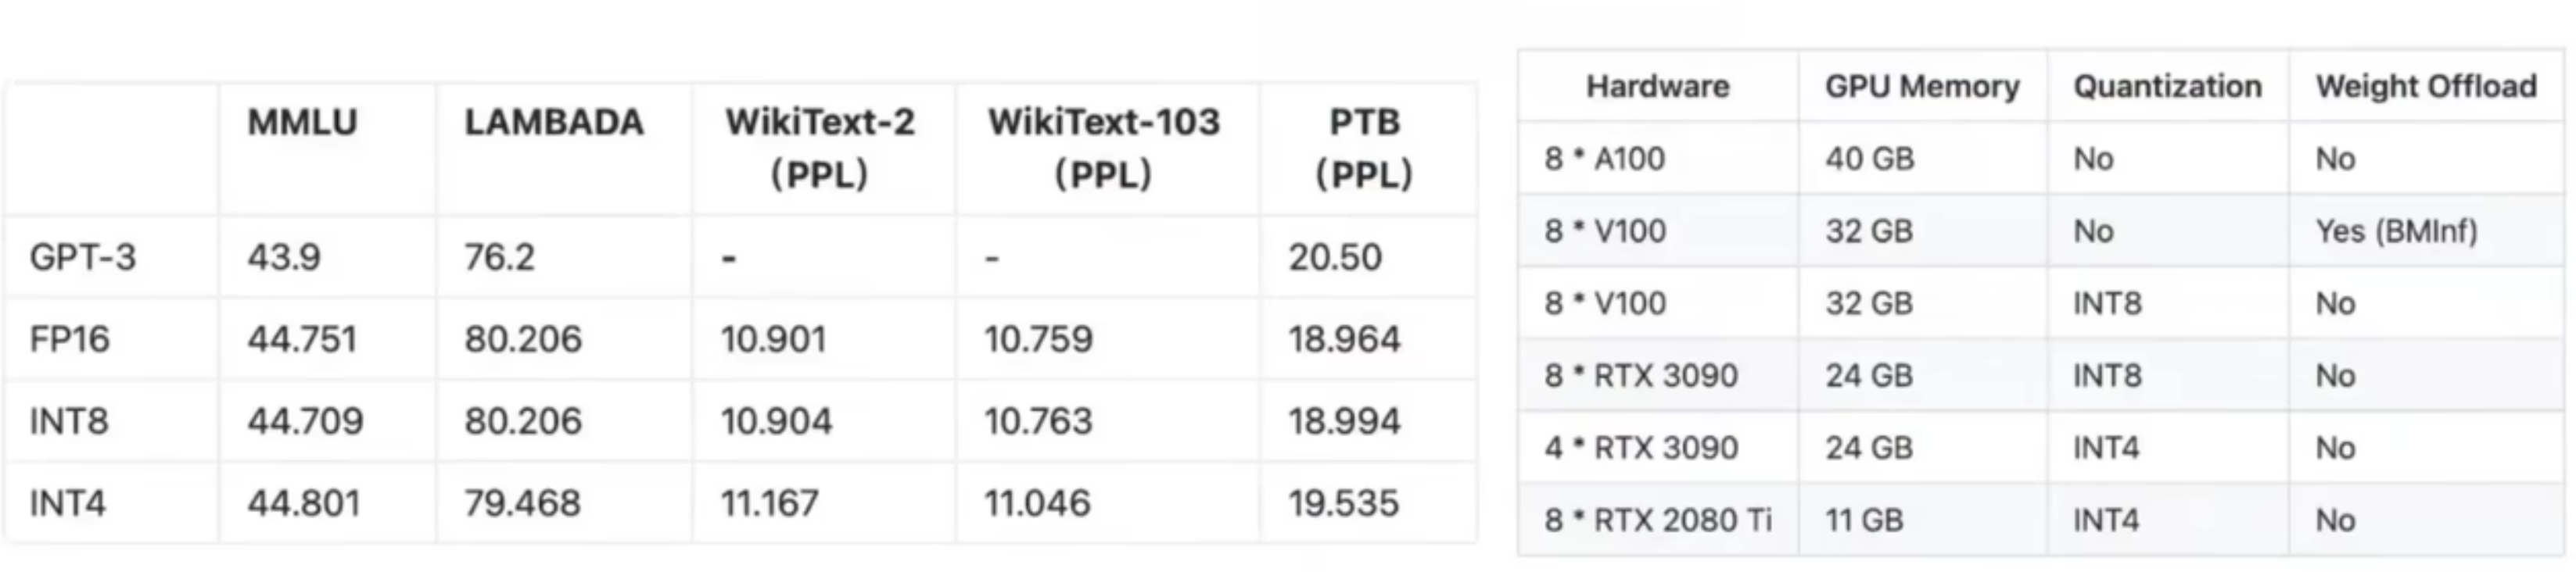 MMLU LAMBADA WikiText-2 (PPL) WikiText-103 (PPL) PTB (PPL)
GPT-3 43.9 76.2 - - 20.50
FP16 44.751 80.206 10.901 10.759 18.964
INT8 44.709 80.206 10.904 10.763 18.994
INT4 44.801 79.468 11.167 11.046 19.535
Hardware GPU Memory Quantization Weight Offload
8 * A100 40 GB No No
8 * V100 32 GB No Yes (BMInf)
8 * V100 32 GB INT8 No
8 * RTX 3090 24 GB INT8 No
4 * RTX 3090 24 GB INT4 No
8 * RTX 2080 Ti 11 GB INT4 No